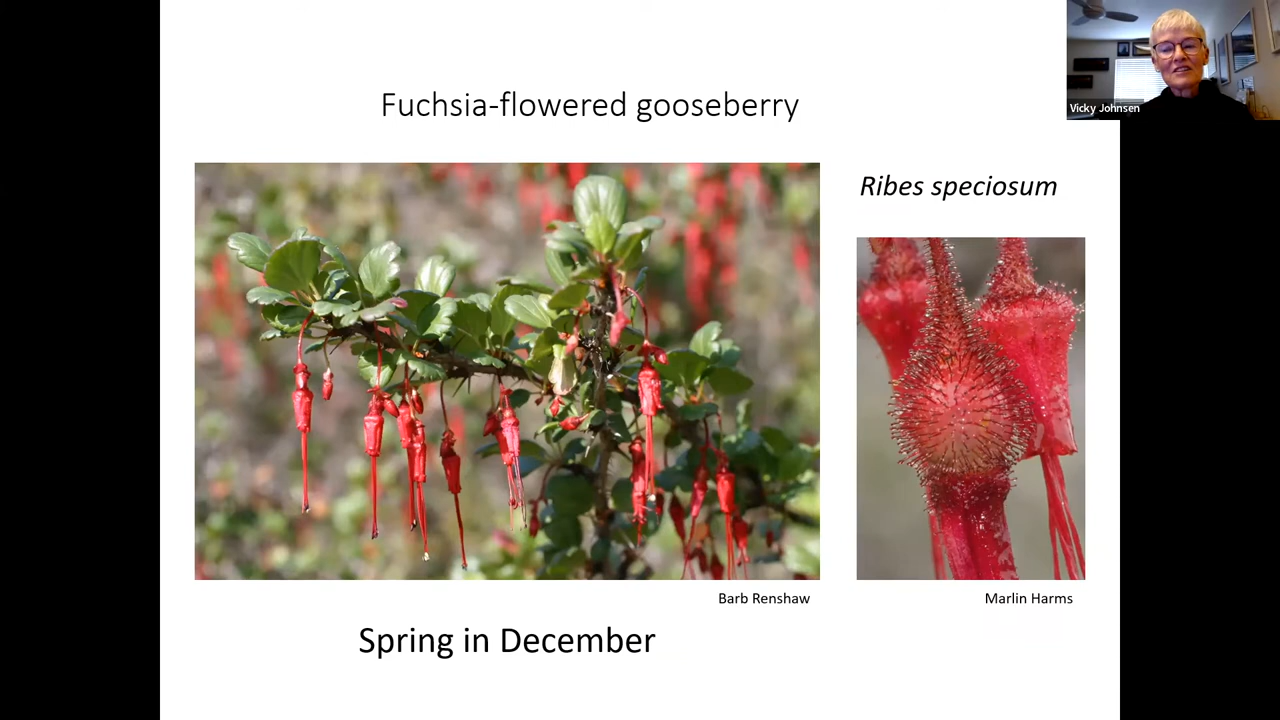 Fuchsia-flowered gooseberry
Vicky Johnsen
Ribes speciosum
Barb Renshaw
Marlin Harms
Spring in December